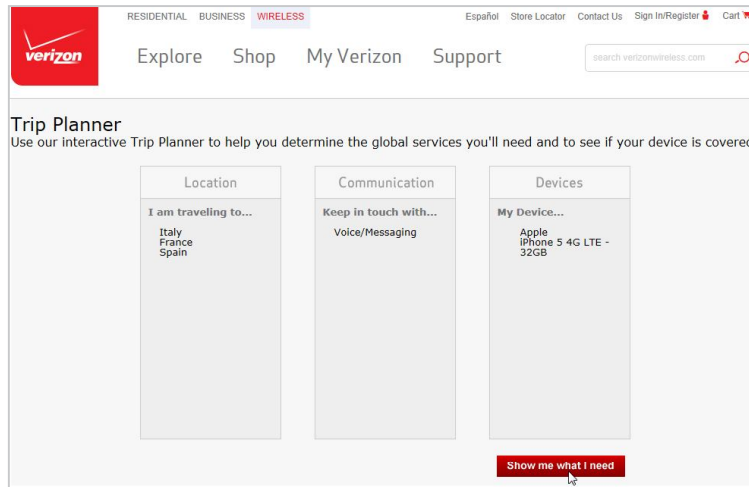 RESIDENTIAL BUSINESS WIRELESS Español Store Locator Contact Us Sign In/Register Cart
verizon
Explore Shop My Verizon Support
search verizonwireless.com
Trip Planner
Use our interactive Trip Planner to help you determine the global services you'll need and to see if your device is covered
Location Communication Devices
I am traveling to... Keep in touch with... My Device...
Italy Voice/Messaging Apple
France iPhone 5 4G LTE -
Spain 32GB
Show me what I need